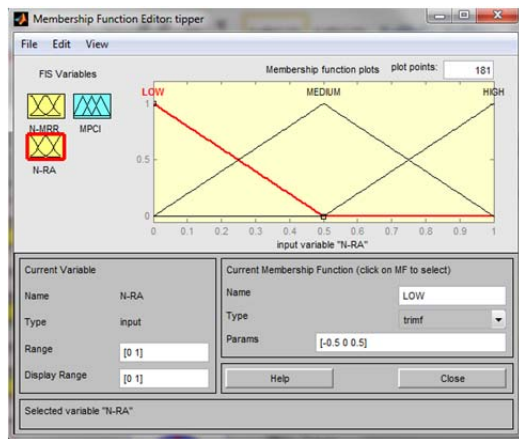 Membership Function Editor: tipper
File Edit View
FIS Variables
N-MRR MPCI
N-RA
Membership function plots plot points: 181
LOW MEDIUM HIGH
1
0.5
0
0 0.1 0.2 0.3 0.4 0.5 0.6 0.7 0.8 0.9 1
input variable "N-RA"
Current Variable
Name N-RA
Type input
Range [0 1]
Display Range [0 1]
Current Membership Function (click on MF to select)
Name LOW
Type trimf
Params [-0.5 0 0.5]
Help Close
Selected variable "N-RA"